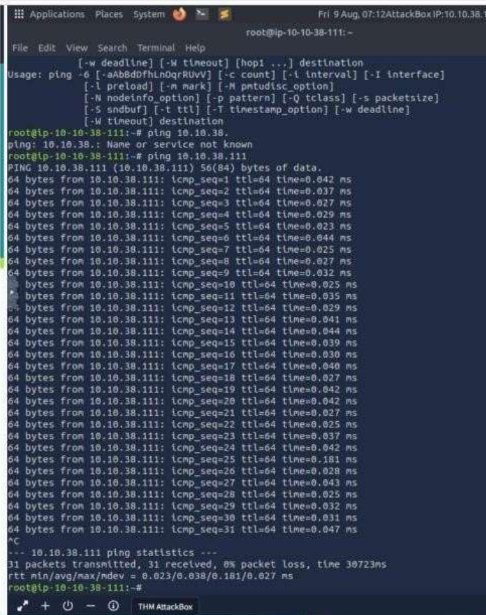 Applications Places System Fri 9 Aug, 07:12 AttackBox IP:10.10.38.1
root@ip-10-10-38-111: ~
File Edit View Search Terminal Help
[-w deadline] [-W timeout] [hop1 ...] destination
Usage: ping -6 [-aAbBdDfhLnOqrRUvV] [-c count] [-i interval] [-I interface]
[-l preload] [-m mark] [-M pmtudisc_option]
[-N nodeinfo_option] [-p pattern] [-Q tclass] [-s packetsize]
[-S sndbuf] [-t ttl] [-T timestamp_option] [-w deadline]
[-W timeout] destination
root@ip-10-10-38-111:~# ping 10.10.38.
ping: 10.10.38.: Name or service not known
root@ip-10-10-38-111:~# ping 10.10.38.111
PING 10.10.38.111 (10.10.38.111) 56(84) bytes of data.
64 bytes from 10.10.38.111: icmp_seq=1 ttl=64 time=0.042 ms
64 bytes from 10.10.38.111: icmp_seq=2 ttl=64 time=0.037 ms
64 bytes from 10.10.38.111: icmp_seq=3 ttl=64 time=0.027 ms
64 bytes from 10.10.38.111: icmp_seq=4 ttl=64 time=0.029 ms
64 bytes from 10.10.38.111: icmp_seq=5 ttl=64 time=0.023 ms
64 bytes from 10.10.38.111: icmp_seq=6 ttl=64 time=0.044 ms
64 bytes from 10.10.38.111: icmp_seq=7 ttl=64 time=0.025 ms
64 bytes from 10.10.38.111: icmp_seq=8 ttl=64 time=0.027 ms
64 bytes from 10.10.38.111: icmp_seq=9 ttl=64 time=0.032 ms
bytes from 10.10.38.111: icmp_seq=10 ttl=64 time=0.025 ms
bytes from 10.10.38.111: icmp_seq=11 ttl=64 time=0.035 ms
bytes from 10.10.38.111: icmp_seq=12 ttl=64 time=0.029 ms
64 bytes from 10.10.38.111: icmp_seq=13 ttl=64 time=0.041 ms
64 bytes from 10.10.38.111: icmp_seq=14 ttl=64 time=0.044 ms
64 bytes from 10.10.38.111: icmp_seq=15 ttl=64 time=0.039 ms
64 bytes from 10.10.38.111: icmp_seq=16 ttl=64 time=0.030 ms
64 bytes from 10.10.38.111: icmp_seq=17 ttl=64 time=0.040 ms
64 bytes from 10.10.38.111: icmp_seq=18 ttl=64 time=0.027 ms
64 bytes from 10.10.38.111: icmp_seq=19 ttl=64 time=0.042 ms
64 bytes from 10.10.38.111: icmp_seq=20 ttl=64 time=0.042 ms
64 bytes from 10.10.38.111: icmp_seq=21 ttl=64 time=0.027 ms
64 bytes from 10.10.38.111: icmp_seq=22 ttl=64 time=0.025 ms
64 bytes from 10.10.38.111: icmp_seq=23 ttl=64 time=0.037 ms
64 bytes from 10.10.38.111: icmp_seq=24 ttl=64 time=0.042 ms
64 bytes from 10.10.38.111: icmp_seq=25 ttl=64 time=0.181 ms
64 bytes from 10.10.38.111: icmp_seq=26 ttl=64 time=0.028 ms
64 bytes from 10.10.38.111: icmp_seq=27 ttl=64 time=0.043 ms
64 bytes from 10.10.38.111: icmp_seq=28 ttl=64 time=0.025 ms
64 bytes from 10.10.38.111: icmp_seq=29 ttl=64 time=0.032 ms
64 bytes from 10.10.38.111: icmp_seq=30 ttl=64 time=0.031 ms
64 bytes from 10.10.38.111: icmp_seq=31 ttl=64 time=0.047 ms
^C
--- 10.10.38.111 ping statistics ---
31 packets transmitted, 31 received, 0% packet loss, time 30723ms
rtt min/avg/max/mdev = 0.023/0.038/0.181/0.027 ms
root@ip-10-10-38-111:~#
THM AttackBox